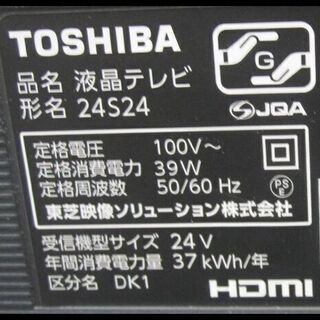 TOSHIBA
品名 液晶テレビ
形名 24S24
G
JQA
定格電圧 100V～
定格消費電力 39W
定格周波数 50/60 Hz
PS
E
東芝映像ソリューション株式会社
受信機型サイズ 24 V
年間消費電力量 37 kWh/年
区分名 DK1
HDMI